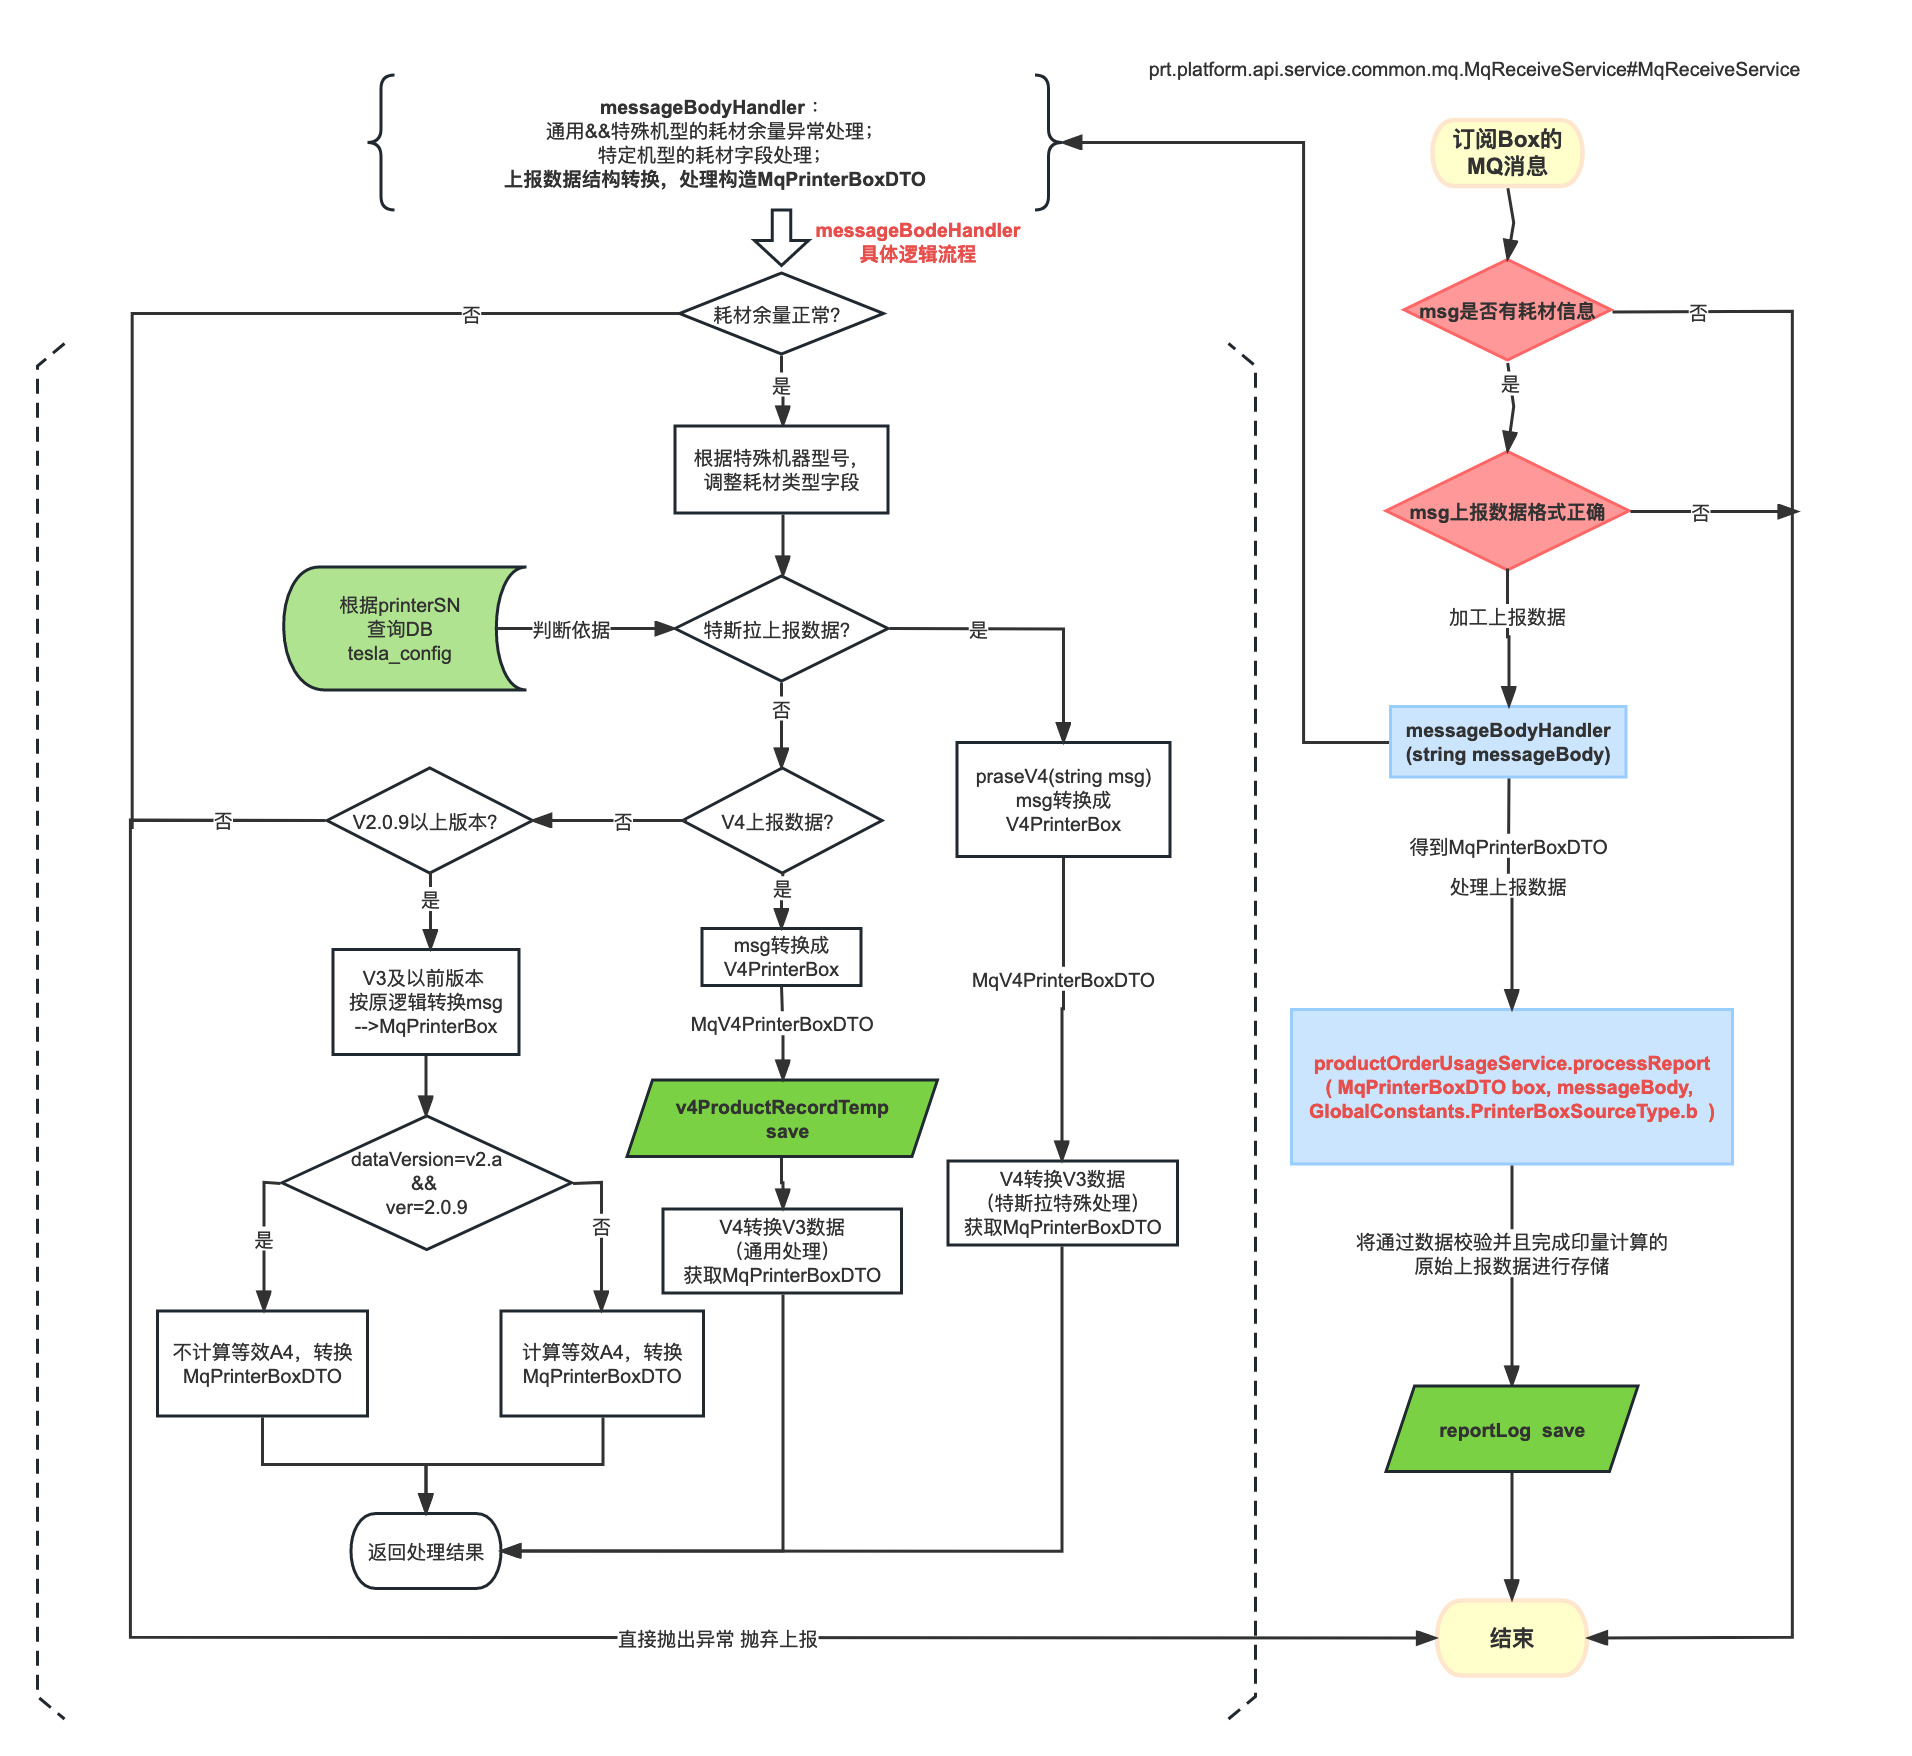 prt.platform.api.service.common.mq.MqReceiveService#MqReceiveService
messageBodyHandler：
通用&&特殊机型的耗材余量异常处理；
特定机型的耗材字段处理；
上报数据结构转换，处理构造MqPrinterBoxDTO
messageBodeHandler
具体逻辑流程
耗材余量正常?
否
是
根据特殊机器型号，
调整耗材类型字段
根据printerSN
查询DB
tesla_config
判断依据
特斯拉上报数据?
是
否
praseV4(string msg)
msg转换成
V4PrinterBox
V4上报数据?
否
V2.0.9以上版本?
否
是
是
msg转换成
V4PrinterBox
V3及以前版本
按原逻辑转换msg
-->MqPrinterBox
MqV4PrinterBoxDTO
MqV4PrinterBoxDTO
v4ProductRecordTemp
save
dataVersion=v2.a
&&
ver=2.0.9
是
否
V4转换V3数据
（通用处理）
获取MqPrinterBoxDTO
V4转换V3数据
（特斯拉特殊处理）
获取MqPrinterBoxDTO
不计算等效A4，转换
MqPrinterBoxDTO
计算等效A4，转换
MqPrinterBoxDTO
返回处理结果
直接抛出异常 抛弃上报
订阅Box的
MQ消息
msg是否有耗材信息
否
是
msg上报数据格式正确
否
加工上报数据
messageBodyHandler
(string messageBody)
得到MqPrinterBoxDTO
处理上报数据
productOrderUsageService.processReport
( MqPrinterBoxDTO box, messageBody,
GlobalConstants.PrinterBoxSourceType.b )
将通过数据校验并且完成印量计算的
原始上报数据进行存储
reportLog save
结束